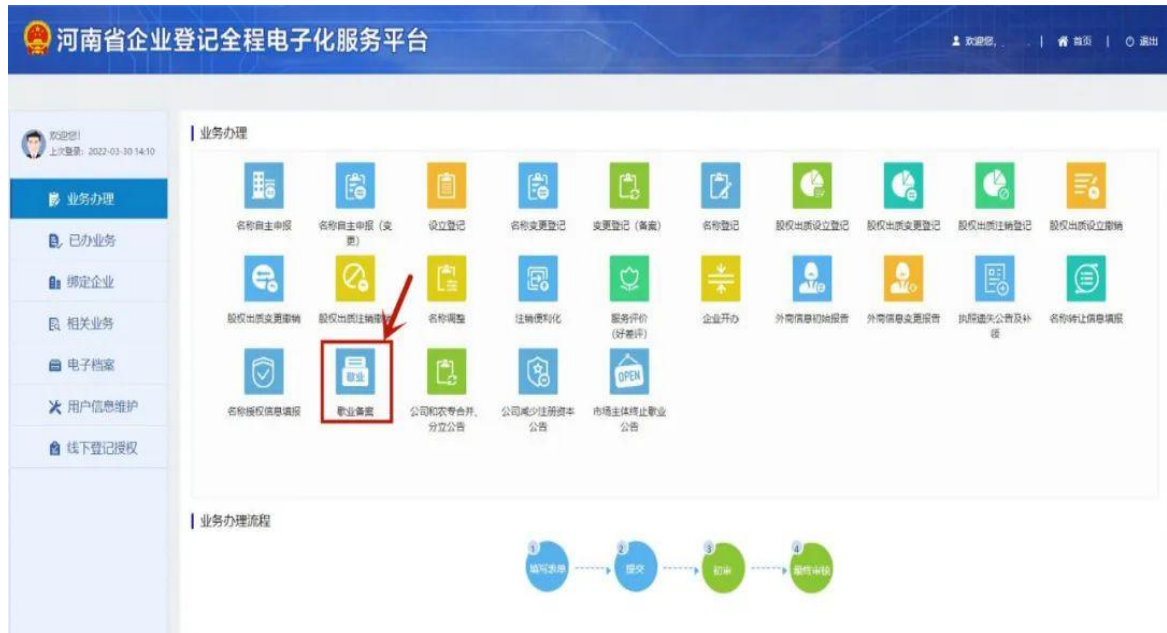 河南省企业登记全程电子化服务平台
欢迎您, | 首页 | 退出
欢迎您!
上次登录: 2022-03-30 14:10
业务办理
已办业务
绑定企业
相关业务
电子档案
用户信息维护
线下登记授权
业务办理
名称自主申报
名称自主申报（变
更）
设立登记
名称变更登记
变更登记（备案）
名称登记
股权出质设立登记
股权出质变更登记
股权出质注销登记
股权出质设立撤销
股权出质变更撤销
股权出质注销撤
名称调整
注销便利化
服务评价
(好差评)
企业开办
外商信息初始报告
外商信息变更报告
执照遗失公告及补
领
名称转让信息填报
名称授权信息填报
歇业
歇业备案
公司和农专合并、
分立公告
公司减少注册资本
公告
OPEN
市场主体终止歇业
公告
业务办理流程
1
填写表单
2
提交
3
初审
4
最终审核